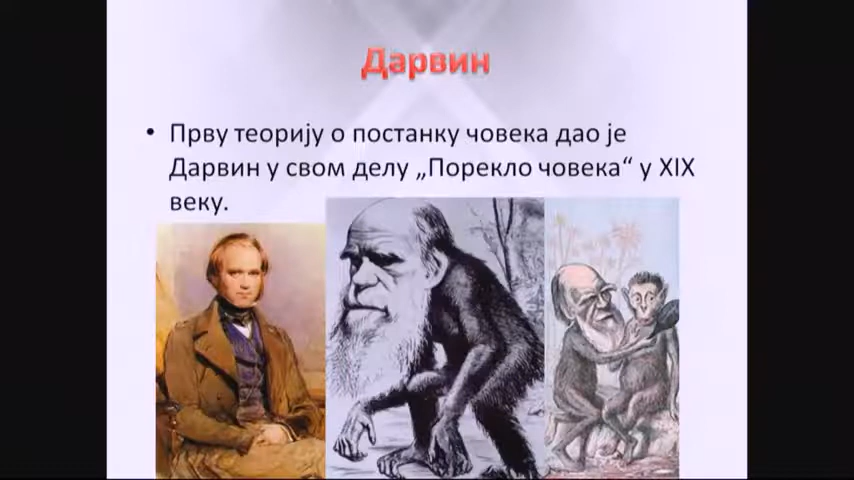 Дарвин
• Прву теорију о постанку човека дао је
Дарвин у свом делу „Порекло човека“ у XIX
веку.